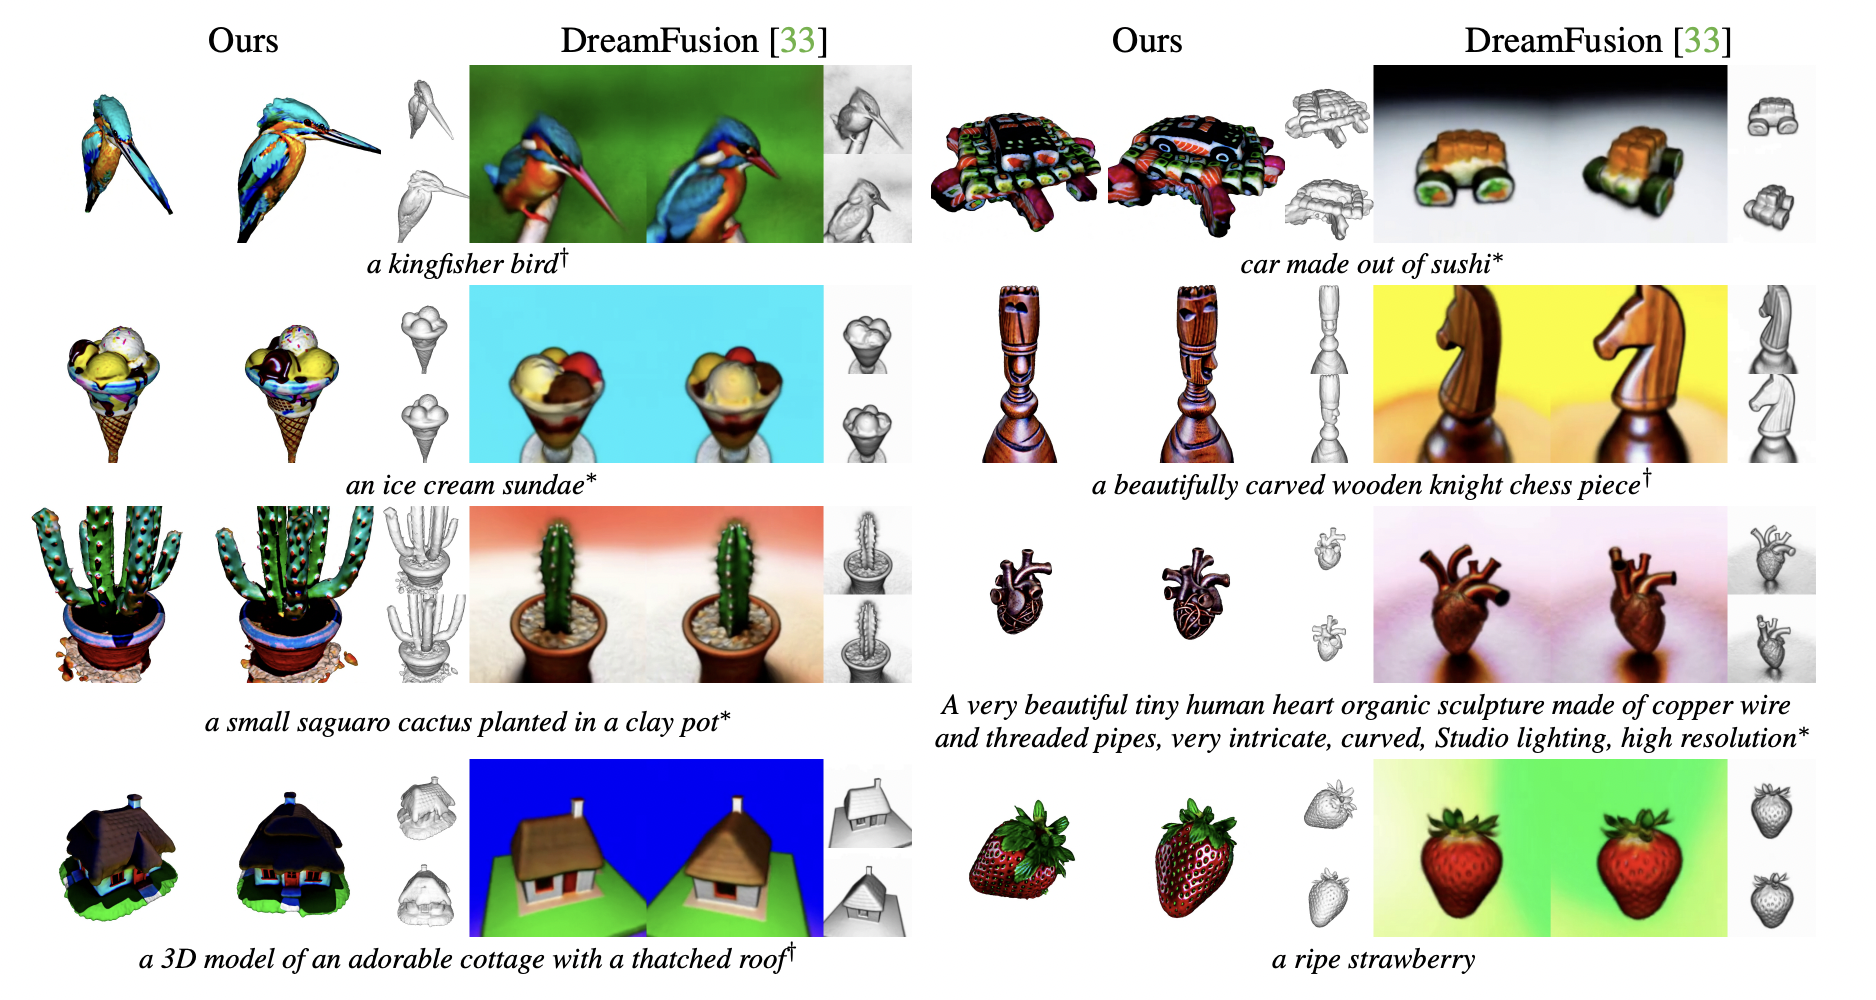 Ours DreamFusion [33] Ours DreamFusion [33]
a kingfisher bird† car made out of sushi*
an ice cream sundae* a beautifully carved wooden knight chess piece†
a small saguaro cactus planted in a clay pot* A very beautiful tiny human heart organic sculpture made of copper wire
and threaded pipes, very intricate, curved, Studio lighting, high resolution*
a 3D model of an adorable cottage with a thatched roof† a ripe strawberry